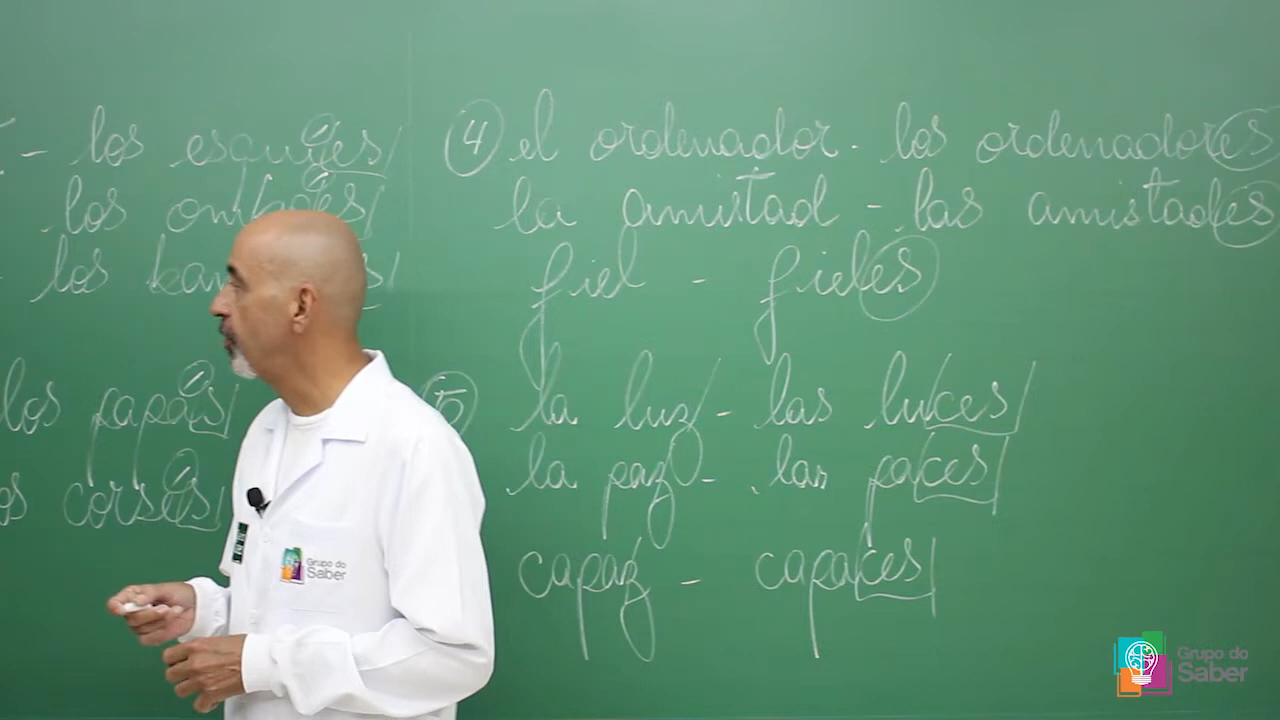 - los esquíes
los
los
los papás
corsés
4 el ordenador - los ordenadores
la amistad - las amistades
fiel - fieles
5 la luz - las luces
la paz - las paces
capaz - capaces
Grupo do
Saber
Grupo do
Saber